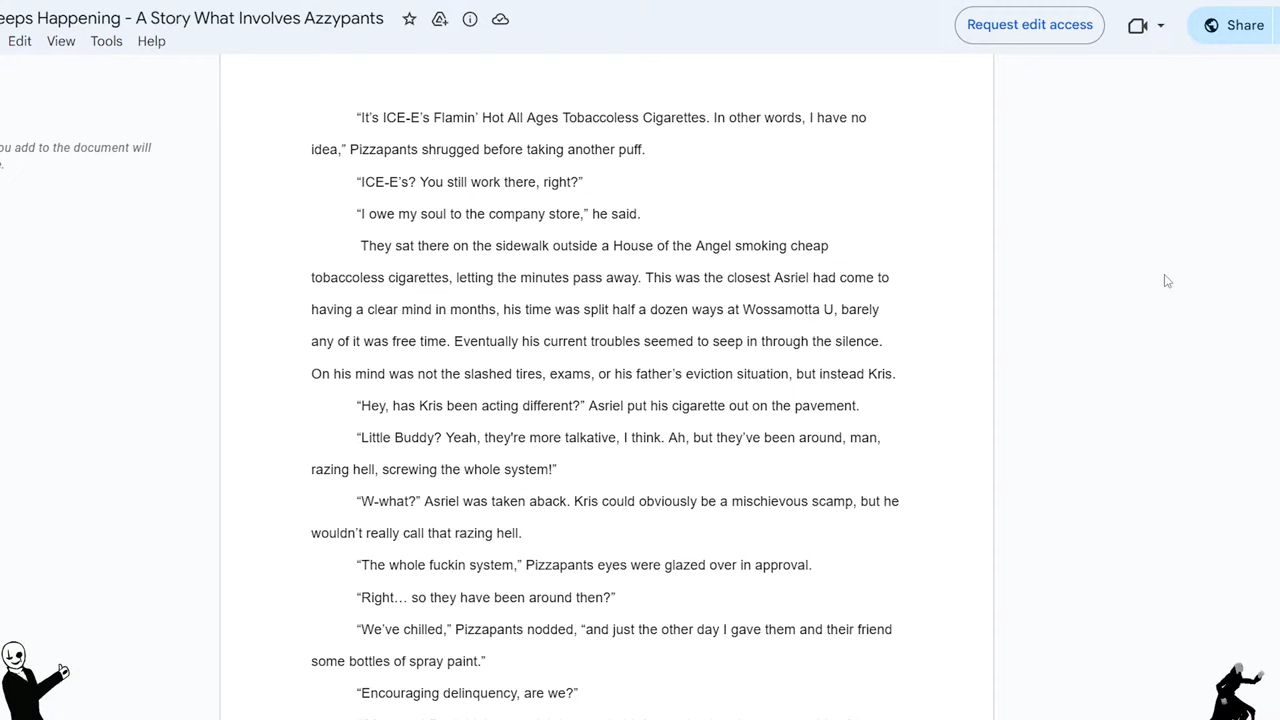 eeps Happening - A Story What Involves Azzypants
Request edit access
Share
Edit View Tools Help
“It’s ICE-E’s Flamin’ Hot All Ages Tobaccoless Cigarettes. In other words, I have no
idea,” Pizzapants shrugged before taking another puff.
ou add to the document will
“ICE-E’s? You still work there, right?”
“I owe my soul to the company store,” he said.
They sat there on the sidewalk outside a House of the Angel smoking cheap
tobaccoless cigarettes, letting the minutes pass away. This was the closest Asriel had come to
having a clear mind in months, his time was split half a dozen ways at Wossamotta U, barely
any of it was free time. Eventually his current troubles seemed to seep in through the silence.
On his mind was not the slashed tires, exams, or his father’s eviction situation, but instead Kris.
“Hey, has Kris been acting different?” Asriel put his cigarette out on the pavement.
“Little Buddy? Yeah, they're more talkative, I think. Ah, but they’ve been around, man,
razing hell, screwing the whole system!”
“W-what?” Asriel was taken aback. Kris could obviously be a mischievous scamp, but he
wouldn’t really call that razing hell.
“The whole fuckin system,” Pizzapants eyes were glazed over in approval.
“Right… so they have been around then?”
“We’ve chilled,” Pizzapants nodded, “and just the other day I gave them and their friend
some bottles of spray paint.”
“Encouraging delinquency, are we?”